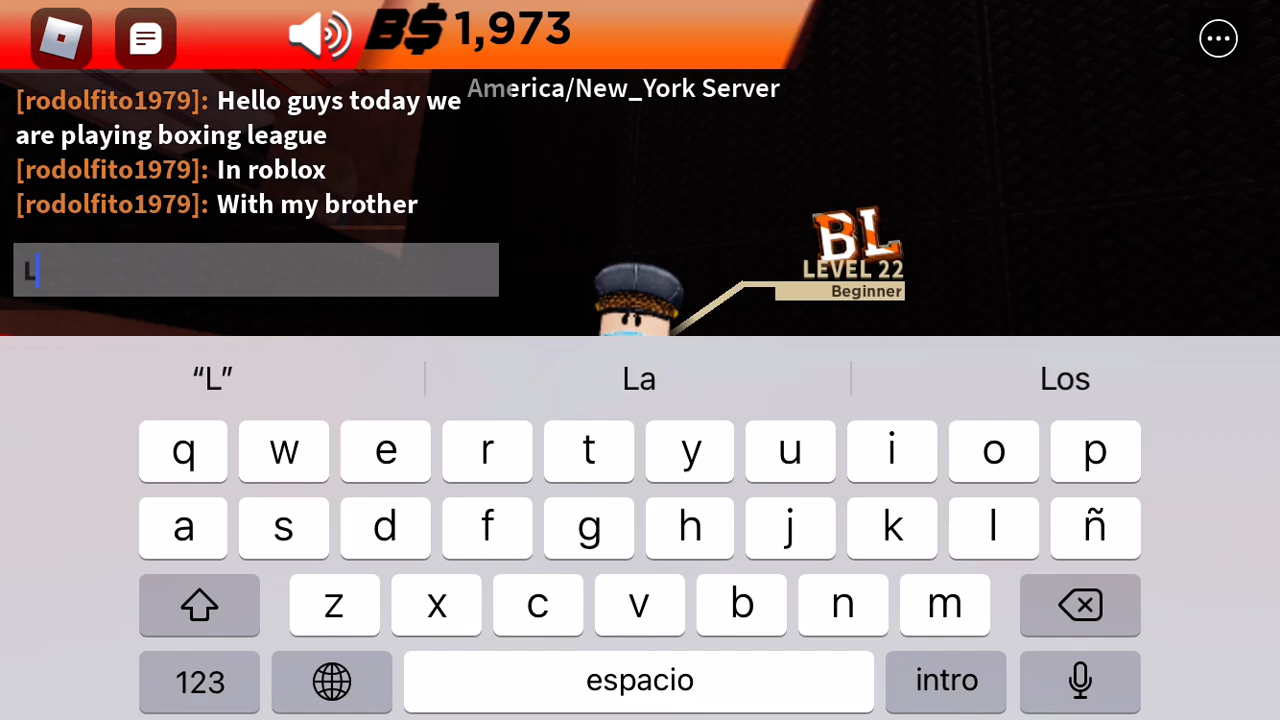 B$ 1,973
America/New_York Server
[rodolfito1979]: Hello guys today we
are playing boxing league
[rodolfito1979]: In roblox
[rodolfito1979]: With my brother
L
BL
LEVEL 22
Beginner
“L” La Los
q w e r t y u i o p
a s d f g h j k l ñ
z x c v b n m
123 espacio intro